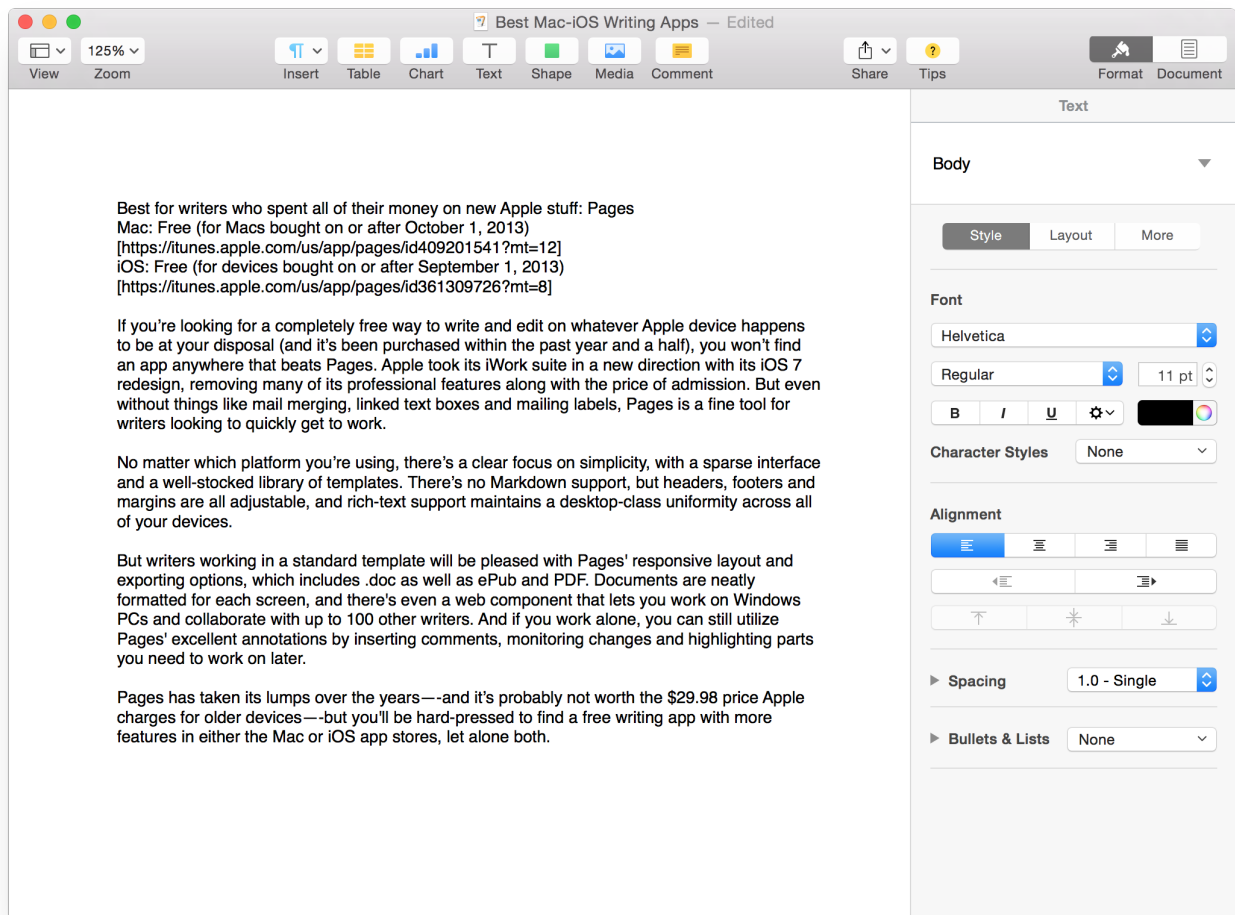 Best Mac-iOS Writing Apps — Edited
125%
View Zoom Insert Table Chart Text Shape Media Comment Share Tips Format Document
Text
Body
Style Layout More
Font
Helvetica
Regular 11 pt
B I U
Character Styles None
Alignment
Spacing 1.0 - Single
Bullets & Lists None
Best for writers who spent all of their money on new Apple stuff: Pages
Mac: Free (for Macs bought on or after October 1, 2013)
[https://itunes.apple.com/us/app/pages/id409201541?mt=12]
iOS: Free (for devices bought on or after September 1, 2013)
[https://itunes.apple.com/us/app/pages/id361309726?mt=8]
If you’re looking for a completely free way to write and edit on whatever Apple device happens
to be at your disposal (and it’s been purchased within the past year and a half), you won’t find
an app anywhere that beats Pages. Apple took its iWork suite in a new direction with its iOS 7
redesign, removing many of its professional features along with the price of admission. But even
without things like mail merging, linked text boxes and mailing labels, Pages is a fine tool for
writers looking to quickly get to work.
No matter which platform you’re using, there’s a clear focus on simplicity, with a sparse interface
and a well-stocked library of templates. There’s no Markdown support, but headers, footers and
margins are all adjustable, and rich-text support maintains a desktop-class uniformity across all
of your devices.
But writers working in a standard template will be pleased with Pages' responsive layout and
exporting options, which includes .doc as well as ePub and PDF. Documents are neatly
formatted for each screen, and there's even a web component that lets you work on Windows
PCs and collaborate with up to 100 other writers. And if you work alone, you can still utilize
Pages' excellent annotations by inserting comments, monitoring changes and highlighting parts
you need to work on later.
Pages has taken its lumps over the years—-and it’s probably not worth the $29.98 price Apple
charges for older devices—-but you'll be hard-pressed to find a free writing app with more
features in either the Mac or iOS app stores, let alone both.